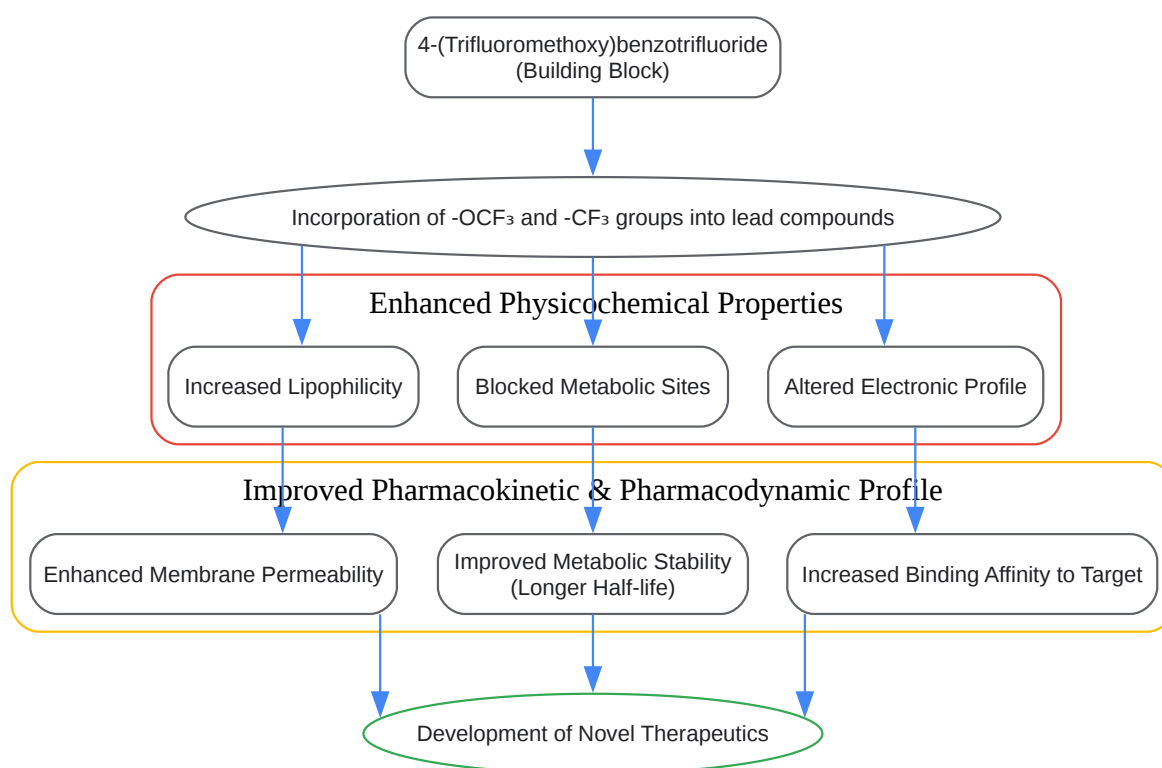 4-(Trifluoromethoxy)benzotrifluoride
(Building Block)
Incorporation of -OCF₃ and -CF₃ groups into lead compounds
Enhanced Physicochemical Properties
Increased Lipophilicity
Blocked Metabolic Sites
Altered Electronic Profile
Improved Pharmacokinetic & Pharmacodynamic Profile
Enhanced Membrane Permeability
Improved Metabolic Stability
(Longer Half-life)
Increased Binding Affinity to Target
Development of Novel Therapeutics